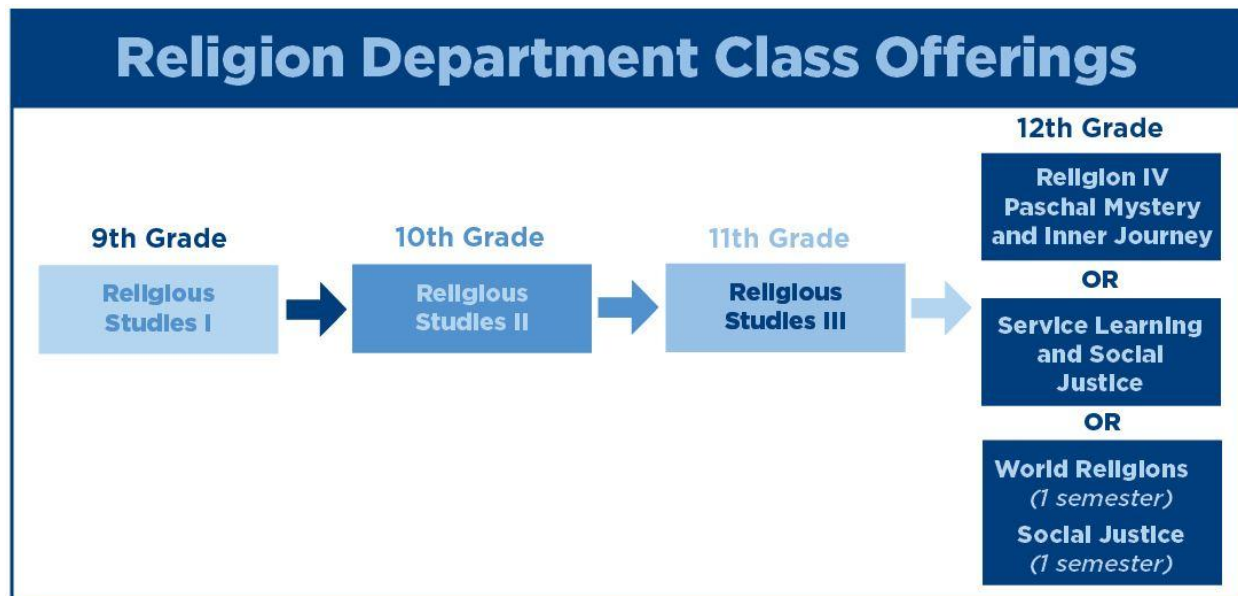 Religion Department Class Offerings
9th Grade
Religious
Studies I
10th Grade
Religious
Studies II
11th Grade
Religious
Studies III
12th Grade
Religion IV
Paschal Mystery
and Inner Journey
OR
Service Learning
and Social
Justice
OR
World Religions
(1 semester)
Social Justice
(1 semester)